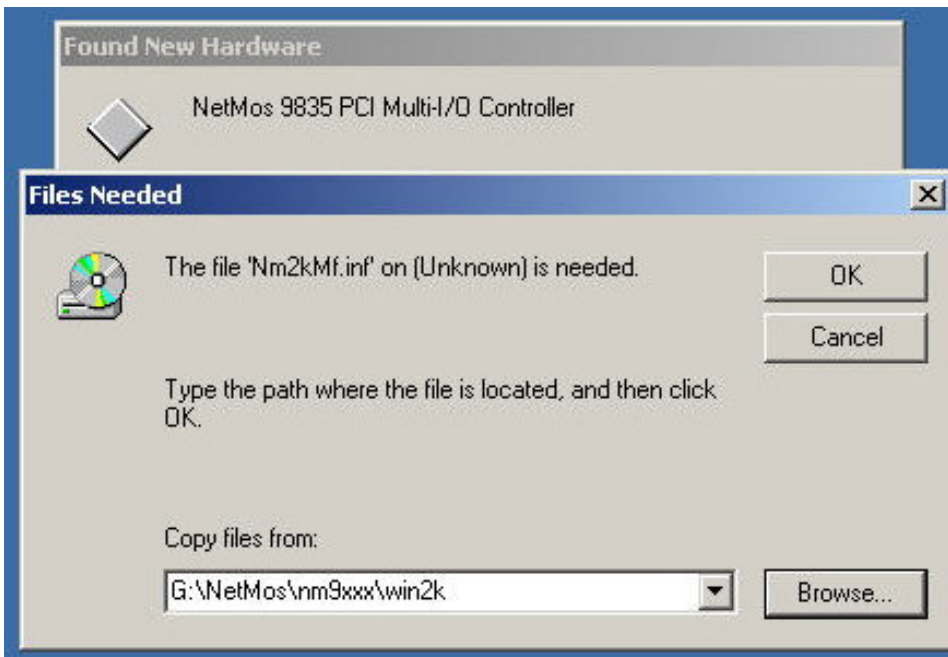 Found New Hardware
NetMos 9835 PCI Multi-I/O Controller
Files Needed
The file 'Nm2kMf.inf' on (Unknown) is needed.
OK
Cancel
Type the path where the file is located, and then click
OK.
Copy files from:
G:\NetMos\nm9xxx\win2k
Browse...